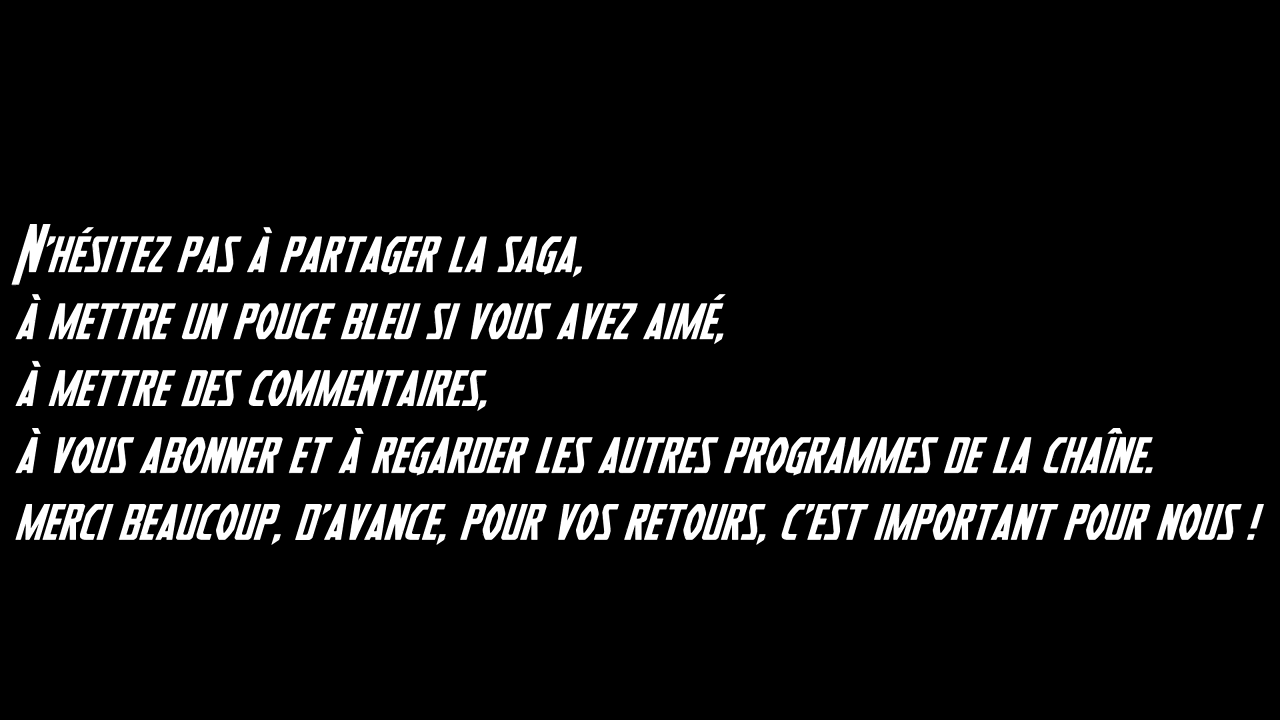 N'hésitez pas à partager la saga,
à mettre un pouce bleu si vous avez aimé,
à mettre des commentaires,
à vous abonner et à regarder les autres programmes de la chaîne.
merci beaucoup, d'avance, pour vos retours, c'est important pour nous !